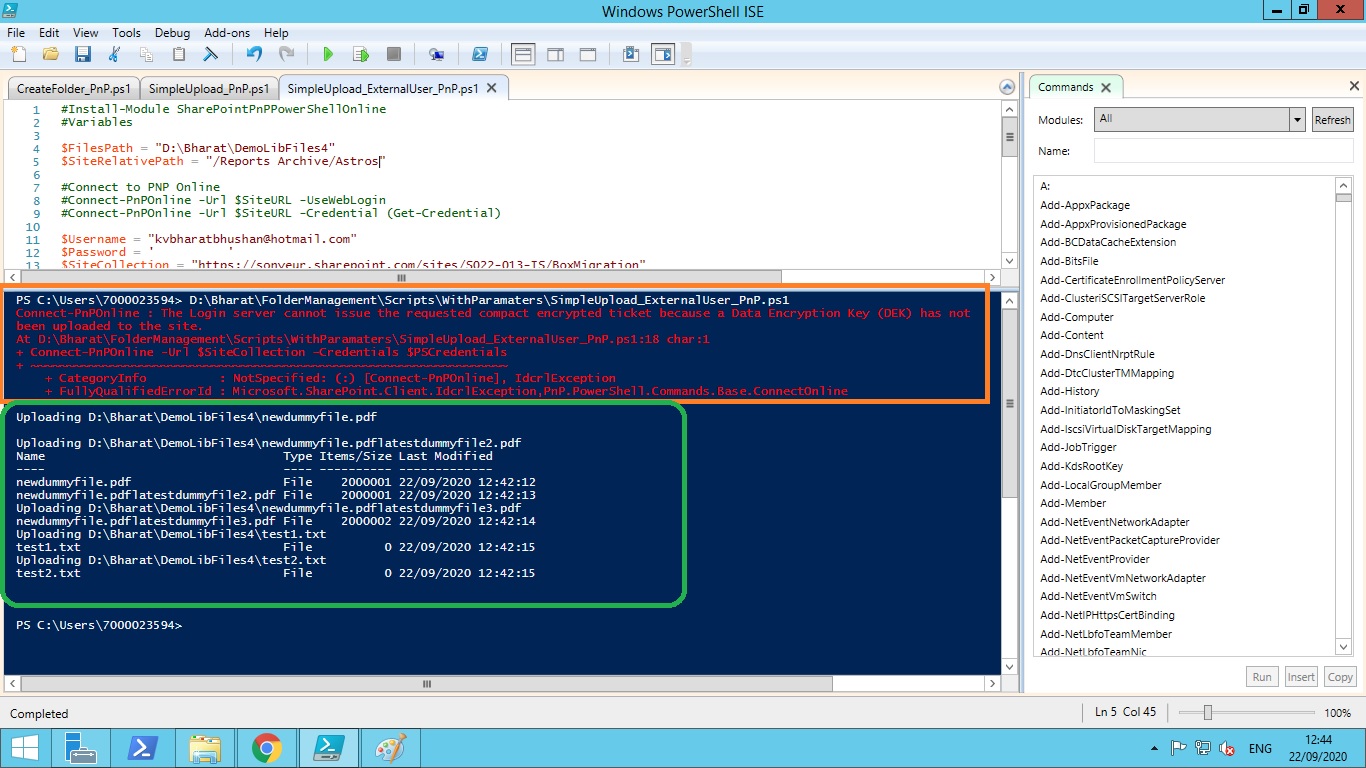 Windows PowerShell ISE
File Edit View Tools Debug Add-ons Help
CreateFolder_PnP.ps1 SimpleUpload_PnP.ps1 SimpleUpload_ExternalUser_PnP.ps1
1 #Install-Module SharePointPnPPowerShellOnline
2 #Variables
3
4 $FilesPath = "D:\Bharat\DemoLibFiles4"
5 $SiteRelativePath = "/Reports Archive/Astros"
6
7 #Connect to PNP Online
8 #Connect-PnPOnline -Url $SiteURL -UseWebLogin
9 #Connect-PnPOnline -Url $SiteURL -Credential (Get-Credential)
10
11 $Username = "kvbharatbhushan@hotmail.com"
12 $Password = ' '
13 $SiteCollection = "https://sonyeur.sharepoint.com/sites/SO22-013-IS/BoxMigration"
PS C:\Users\7000023594> D:\Bharat\FolderManagement\Scripts\WithParamaters\SimpleUpload_ExternalUser_PnP.ps1
Connect-PnPOnline : The Login server cannot issue the requested compact encrypted ticket because a Data Encryption Key (DEK) has not
been uploaded to the site.
At D:\Bharat\FolderManagement\Scripts\WithParamaters\SimpleUpload_ExternalUser_PnP.ps1:18 char:1
+ Connect-PnPOnline -Url $SiteCollection -Credentials $PSCredentials
+ ~~~~~~~~~~~~~~~~~~~~~~~~~~~~~~~~~~~~~~~~~~~~~~~~~~~~~~~~~~~~~~~~~~
+ CategoryInfo : NotSpecified: (:) [Connect-PnPOnline], IdcrlException
+ FullyQualifiedErrorId : Microsoft.SharePoint.Client.IdcrlException,PnP.PowerShell.Commands.Base.ConnectOnline
Uploading D:\Bharat\DemoLibFiles4\newdummyfile.pdf
Uploading D:\Bharat\DemoLibFiles4\newdummyfile.pdflatestdummyfile2.pdf
Name Type Items/Size Last Modified
---- ---- ---------- -------------
newdummyfile.pdf File 2000001 22/09/2020 12:42:12
newdummyfile.pdflatestdummyfile2.pdf File 2000001 22/09/2020 12:42:13
Uploading D:\Bharat\DemoLibFiles4\newdummyfile.pdflatestdummyfile3.pdf
newdummyfile.pdflatestdummyfile3.pdf File 2000002 22/09/2020 12:42:14
Uploading D:\Bharat\DemoLibFiles4\test1.txt
test1.txt File 0 22/09/2020 12:42:15
Uploading D:\Bharat\DemoLibFiles4\test2.txt
test2.txt File 0 22/09/2020 12:42:15
PS C:\Users\7000023594>
Commands
Modules: All Refresh
Name:
A:
Add-AppxPackage
Add-AppxProvisionedPackage
Add-BCDataCacheExtension
Add-BitsFile
Add-CertificateEnrollmentPolicyServer
Add-ClusteriSCSITargetServerRole
Add-Computer
Add-Content
Add-DnsClientNrptRule
Add-DtcClusterTMMapping
Add-History
Add-InitiatorIdToMaskingSet
Add-IscsiVirtualDiskTargetMapping
Add-JobTrigger
Add-KdsRootKey
Add-LocalGroupMember
Add-Member
Add-NetEventNetworkAdapter
Add-NetEventPacketCaptureProvider
Add-NetEventProvider
Add-NetEventVmNetworkAdapter
Add-NetEventVmSwitch
Add-NetIPHttpsCertBinding
Add-NetLbfoTeamMember
Add-NetLbfoTeamNic
Run Insert Copy
Completed Ln 5 Col 45 100%
ENG 12:44
22/09/2020